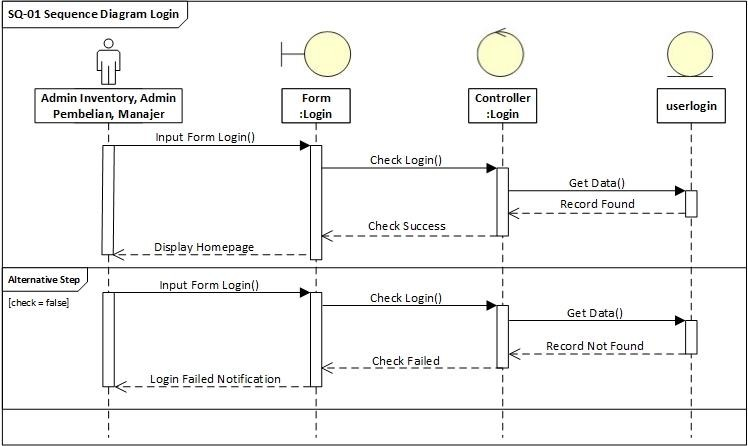 SQ-01 Sequence Diagram Login
Admin Inventory, Admin
Pembelian, Manajer
Form
:Login
Controller
:Login
userlogin
Input Form Login()
Check Login()
Get Data()
Record Found
Check Success
Display Homepage
Alternative Step
[check = false]
Input Form Login()
Check Login()
Get Data()
Record Not Found
Check Failed
Login Failed Notification